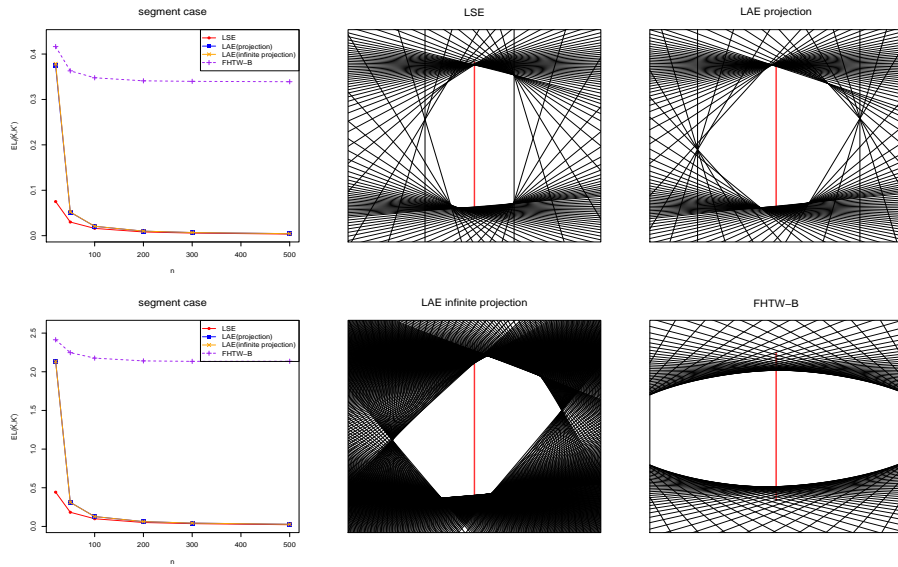 segment case
LSE
LAE projection
LSE
LAE(projection)
LAE(infinite projection)
FHTW−B
0.4
0.3
0.2
0.1
0.0
100
200
300
400
500
n
segment case
LAE infinite projection
FHTW−B
LSE
LAE(projection)
LAE(infinite projection)
FHTW−B
2.5
2.0
1.5
1.0
0.5
0.0
100
200
300
400
500
n